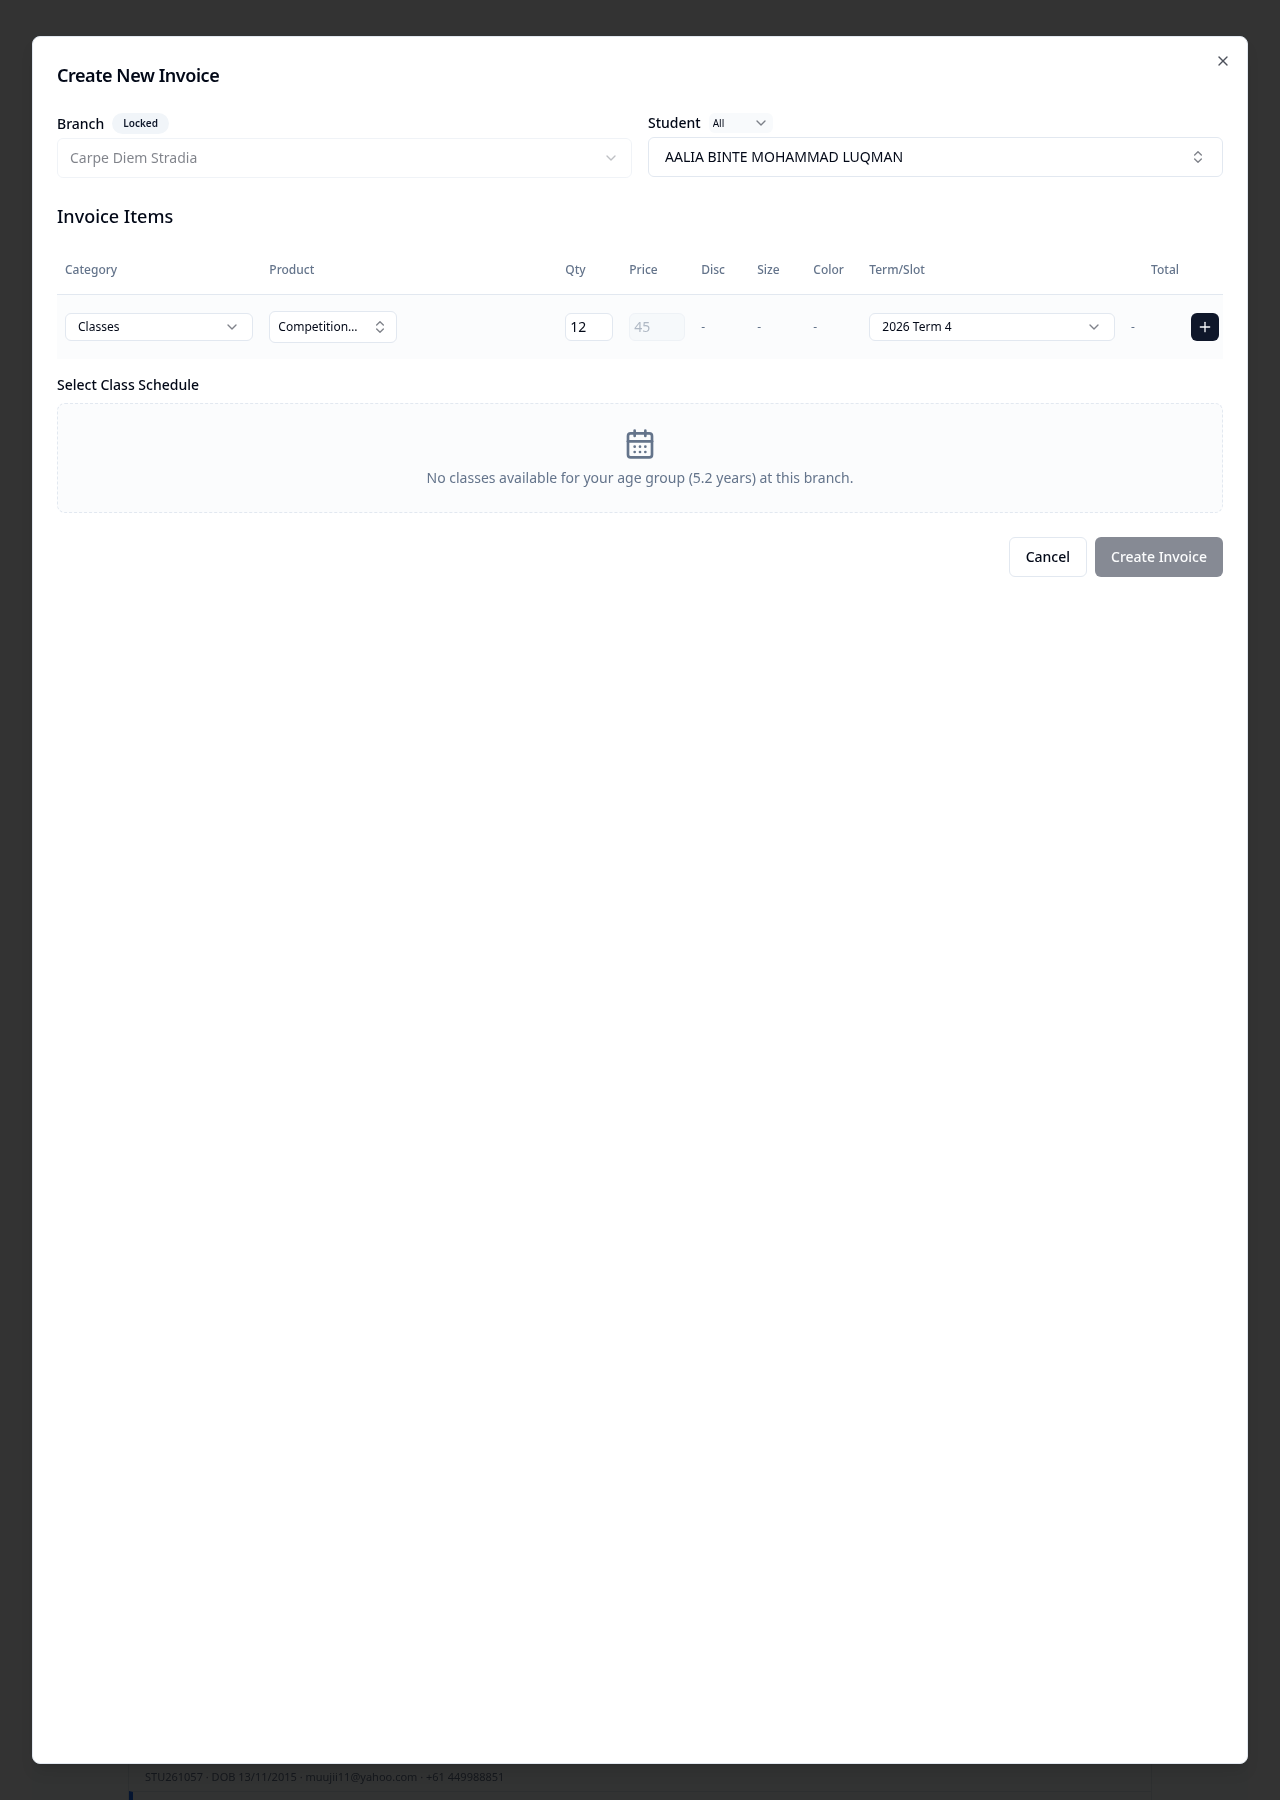 Create New Invoice
Branch Locked
Student All
Carpe Diem Stradia
AALIA BINTE MOHAMMAD LUQMAN
Invoice Items
Category Product Qty Price Disc Size Color Term/Slot Total
Classes Competition... 12 45 - - - 2026 Term 4 -
Select Class Schedule
No classes available for your age group (5.2 years) at this branch.
Cancel Create Invoice
STU261057 · DOB 13/11/2015 · muujii11@yahoo.com · +61 449988851